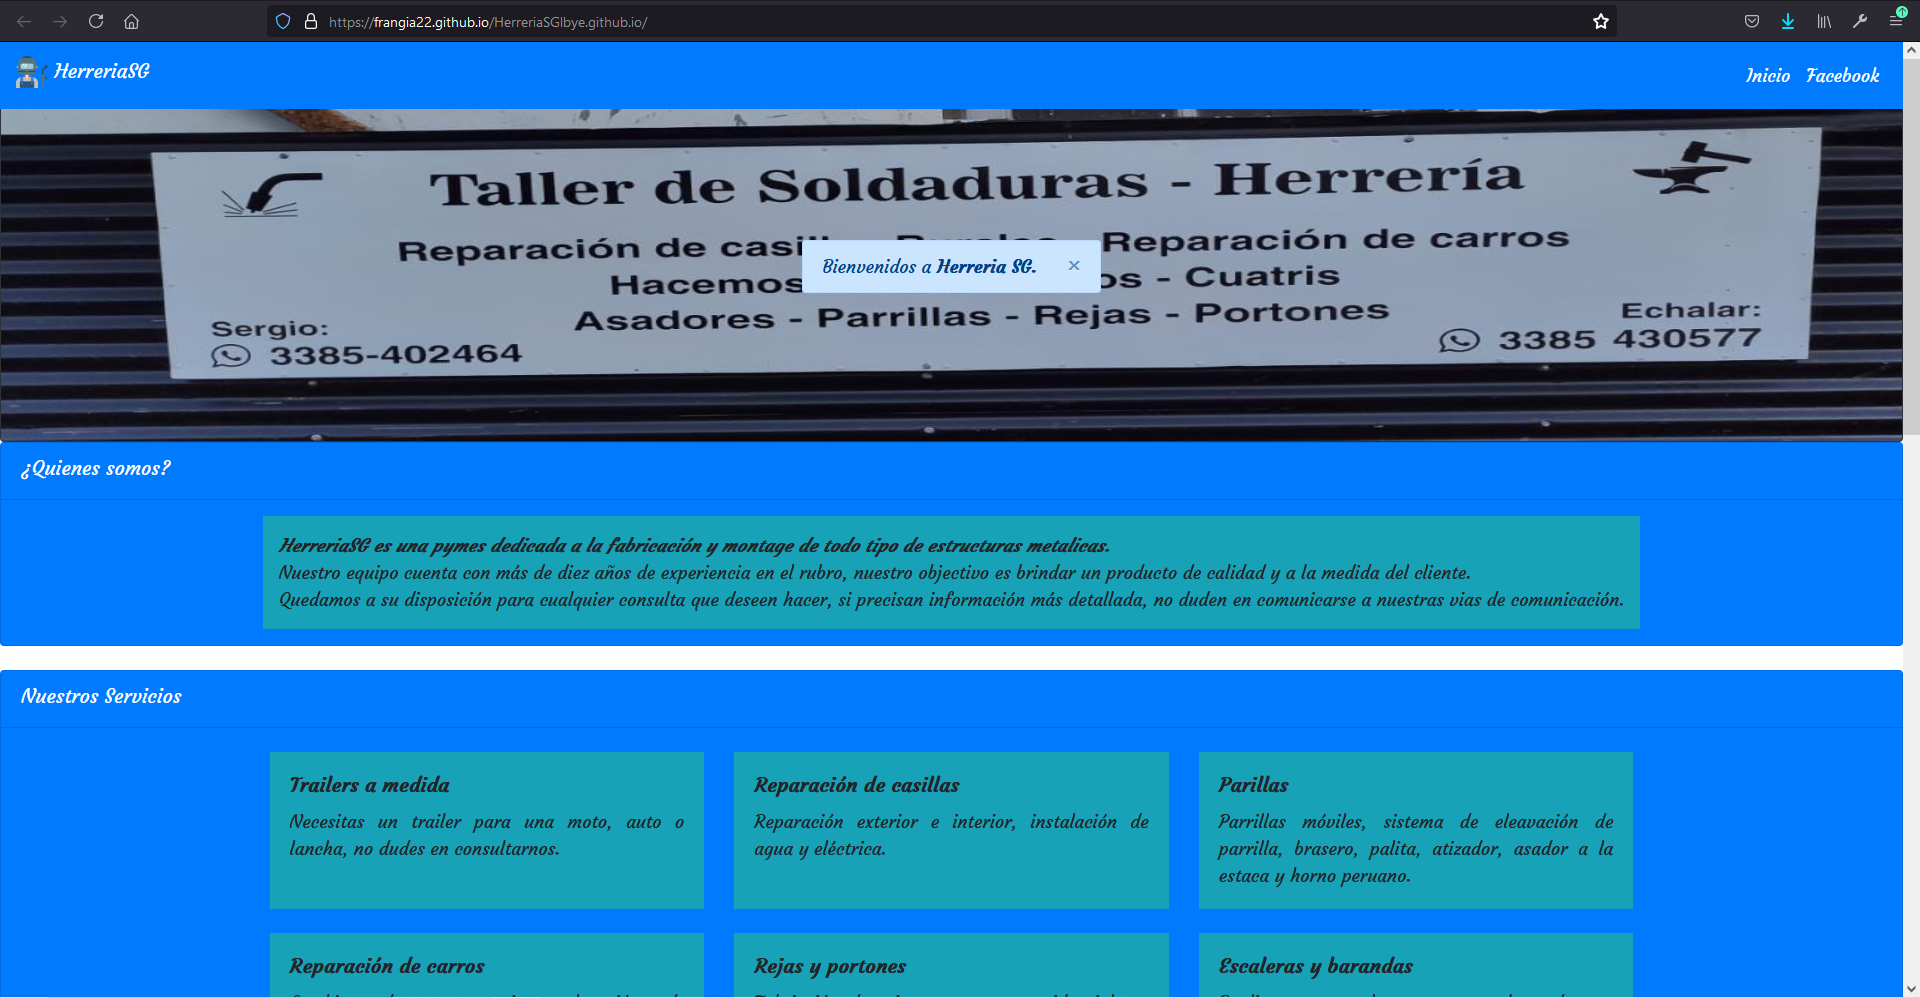 https://frangia22.github.io/HerreriaSGlbye.github.io/
HerreriaSG
Inicio Facebook
Taller de Soldaduras - Herrería
Reparación de Reparación de carros
Bienvenidos a Herreria SG. ×
Hacemos - Cuatris
Asadores - Parrillas - Rejas - Portones
Sergio:
3385-402464
Echalar:
3385 430577
¿Quienes somos?
HerreriaSG es una pymes dedicada a la fabricación y montage de todo tipo de estructuras metalicas.
Nuestro equipo cuenta con más de diez años de experiencia en el rubro, nuestro objectivo es brindar un producto de calidad y a la medida del cliente.
Quedamos a su disposición para cualquier consulta que deseen hacer, si precisan información más detallada, no duden en comunicarse a nuestras vias de comunicación.
Nuestros Servicios
Trailers a medida
Necesitas un trailer para una moto, auto o
lancha, no dudes en consultarnos.
Reparación de casillas
Reparación exterior e interior, instalación de
agua y eléctrica.
Parillas
Parrillas móviles, sistema de eleavación de
parrilla, brasero, palita, atizador, asador a la
estaca y horno peruano.
Reparación de carros
Rejas y portones
Escaleras y barandas